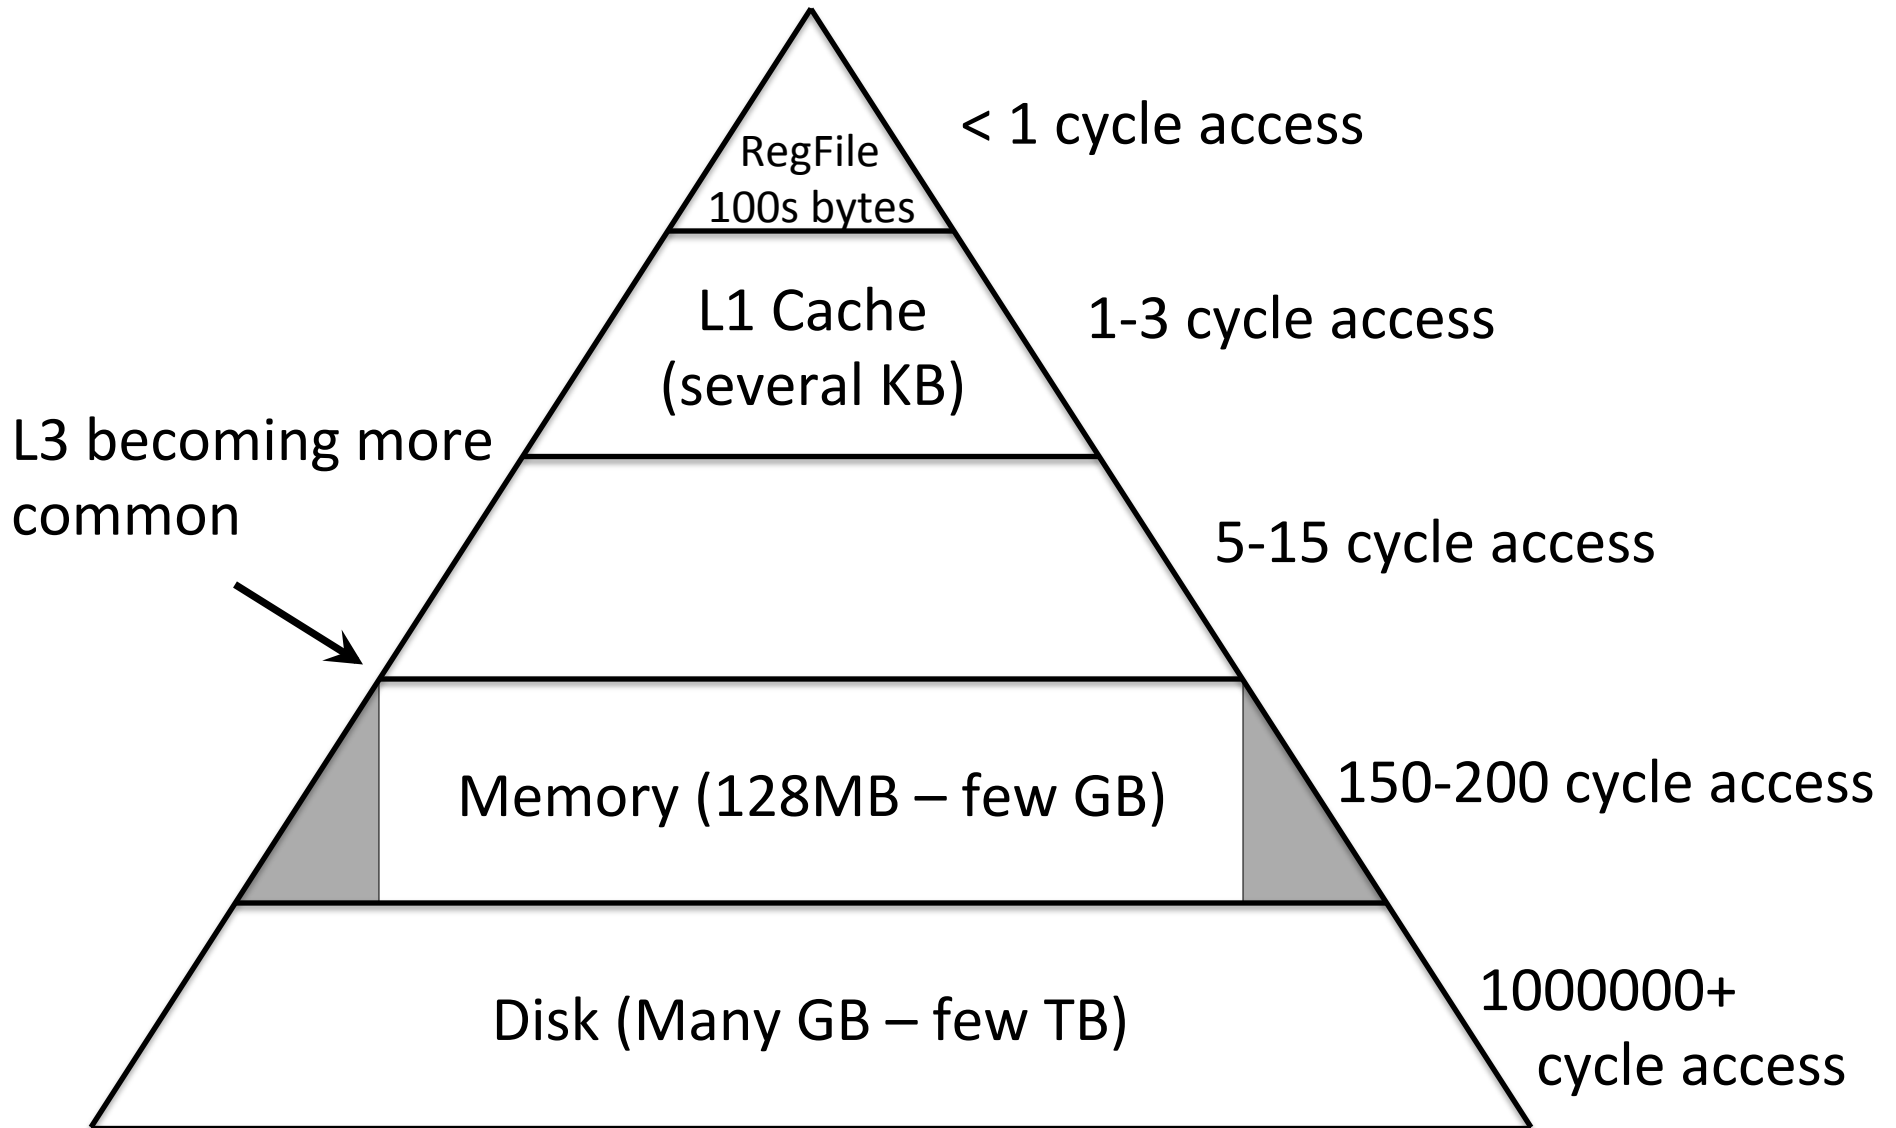 < 1 cycle access
RegFile
100s bytes
L1 Cache
(several KB)
1-3 cycle access
L3 becoming more
common
5-15 cycle access
Memory (128MB – few GB)
150-200 cycle access
Disk (Many GB – few TB)
1000000+
cycle access